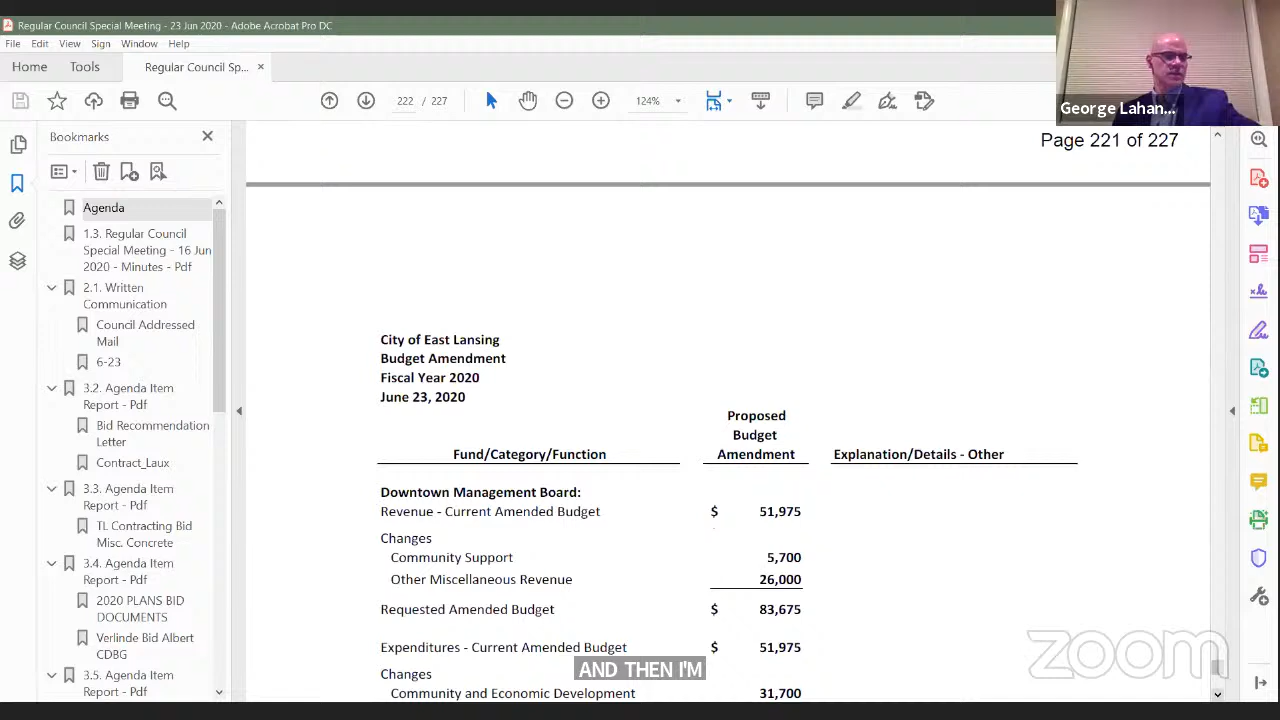 Regular Council Special Meeting - 23 Jun 2020 - Adobe Acrobat Pro DC
File Edit View Sign Window Help
Home Tools Regular Council Sp... ×
222 / 227 124%
George Lahan...
Bookmarks
Agenda
1.3. Regular Council
Special Meeting - 16 Jun
2020 - Minutes - Pdf
2.1. Written
Communication
Council Addressed
Mail
6-23
3.2. Agenda Item
Report - Pdf
Bid Recommendation
Letter
Contract_Laux
3.3. Agenda Item
Report - Pdf
TL Contracting Bid
Misc. Concrete
3.4. Agenda Item
Report - Pdf
2020 PLANS BID
DOCUMENTS
Verlinde Bid Albert
CDBG
3.5. Agenda Item
Report - Pdf
Page 221 of 227
City of East Lansing
Budget Amendment
Fiscal Year 2020
June 23, 2020
Proposed
Budget
Fund/Category/Function Amendment Explanation/Details - Other
Downtown Management Board:
Revenue - Current Amended Budget $ 51,975
Changes
Community Support 5,700
Other Miscellaneous Revenue 26,000
Requested Amended Budget $ 83,675
Expenditures - Current Amended Budget $ 51,975
Changes
Community and Economic Development 31,700
AND THEN I'M
zoom